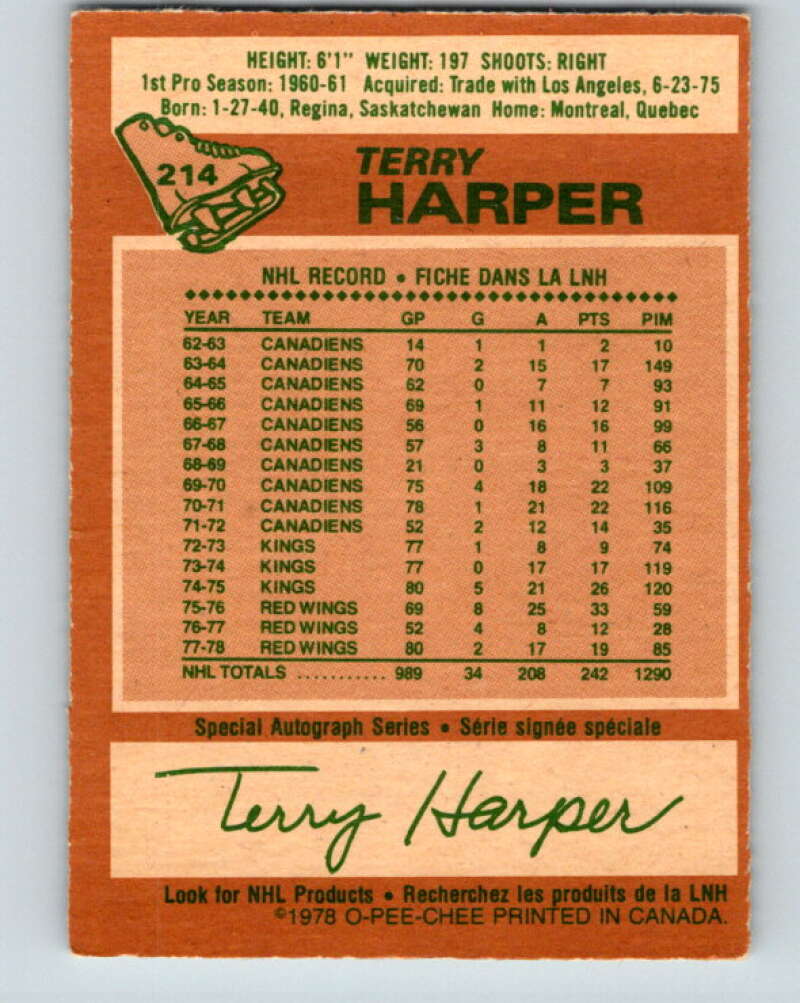 HEIGHT: 6'1" WEIGHT: 197 SHOOTS: RIGHT
1st Pro Season: 1960-61 Acquired: Trade with Los Angeles, 6-23-75
Born: 1-27-40, Regina, Saskatchewan Home: Montreal, Quebec
214
TERRY
HARPER
NHL RECORD • FICHE DANS LA LNH
YEAR TEAM GP G A PTS PIM
62-63 CANADIENS 14 1 1 2 10
63-64 CANADIENS 70 2 15 17 149
64-65 CANADIENS 62 0 7 7 93
65-66 CANADIENS 69 1 11 12 91
66-67 CANADIENS 56 0 16 16 99
67-68 CANADIENS 57 3 8 11 66
68-69 CANADIENS 21 0 3 3 37
69-70 CANADIENS 75 4 18 22 109
70-71 CANADIENS 78 1 21 22 116
71-72 CANADIENS 52 2 12 14 35
72-73 KINGS 77 1 8 9 74
73-74 KINGS 77 0 17 17 119
74-75 KINGS 80 5 21 26 120
75-76 RED WINGS 69 8 25 33 59
76-77 RED WINGS 52 4 8 12 28
77-78 RED WINGS 80 2 17 19 85
NHL TOTALS ........... 989 34 208 242 1290
Special Autograph Series • Série signée spéciale
Terry Harper
Look for NHL Products • Recherchez les produits de la LNH
©1978 O-PEE-CHEE PRINTED IN CANADA.